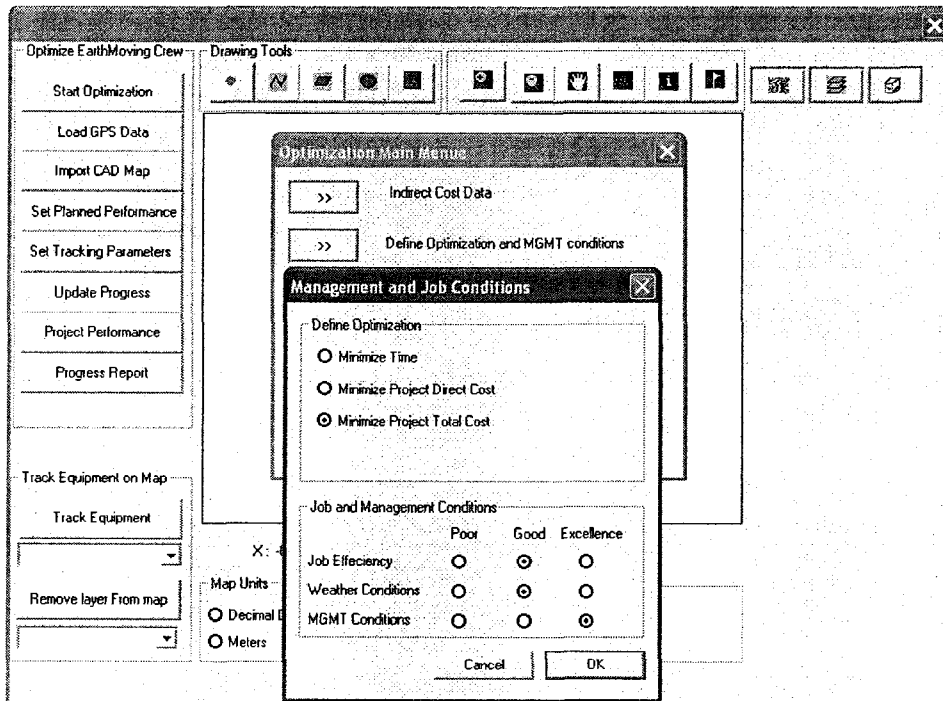 Optimize EarthMoving Crew
Start Optimization
Load GPS Data
Import CAD Map
Set Planned Performance
Set Tracking Parameters
Update Progress
Project Performance
Progress Report
Track Equipment on Map
Track Equipment
Remove layer From map
Drawing Tools
Optimization Main Menue
>> Indirect Cost Data
>> Define Optimization and MGMT conditions
Management and Job Conditions
Define Optimization
Minimize Time
Minimize Project Direct Cost
Minimize Project Total Cost
Job and Management Conditions
Poor Good Excellence
Job Effeciency
Weather Conditions
MGMT Conditions
Cancel OK
X:
Map Units
Decimal
Meters